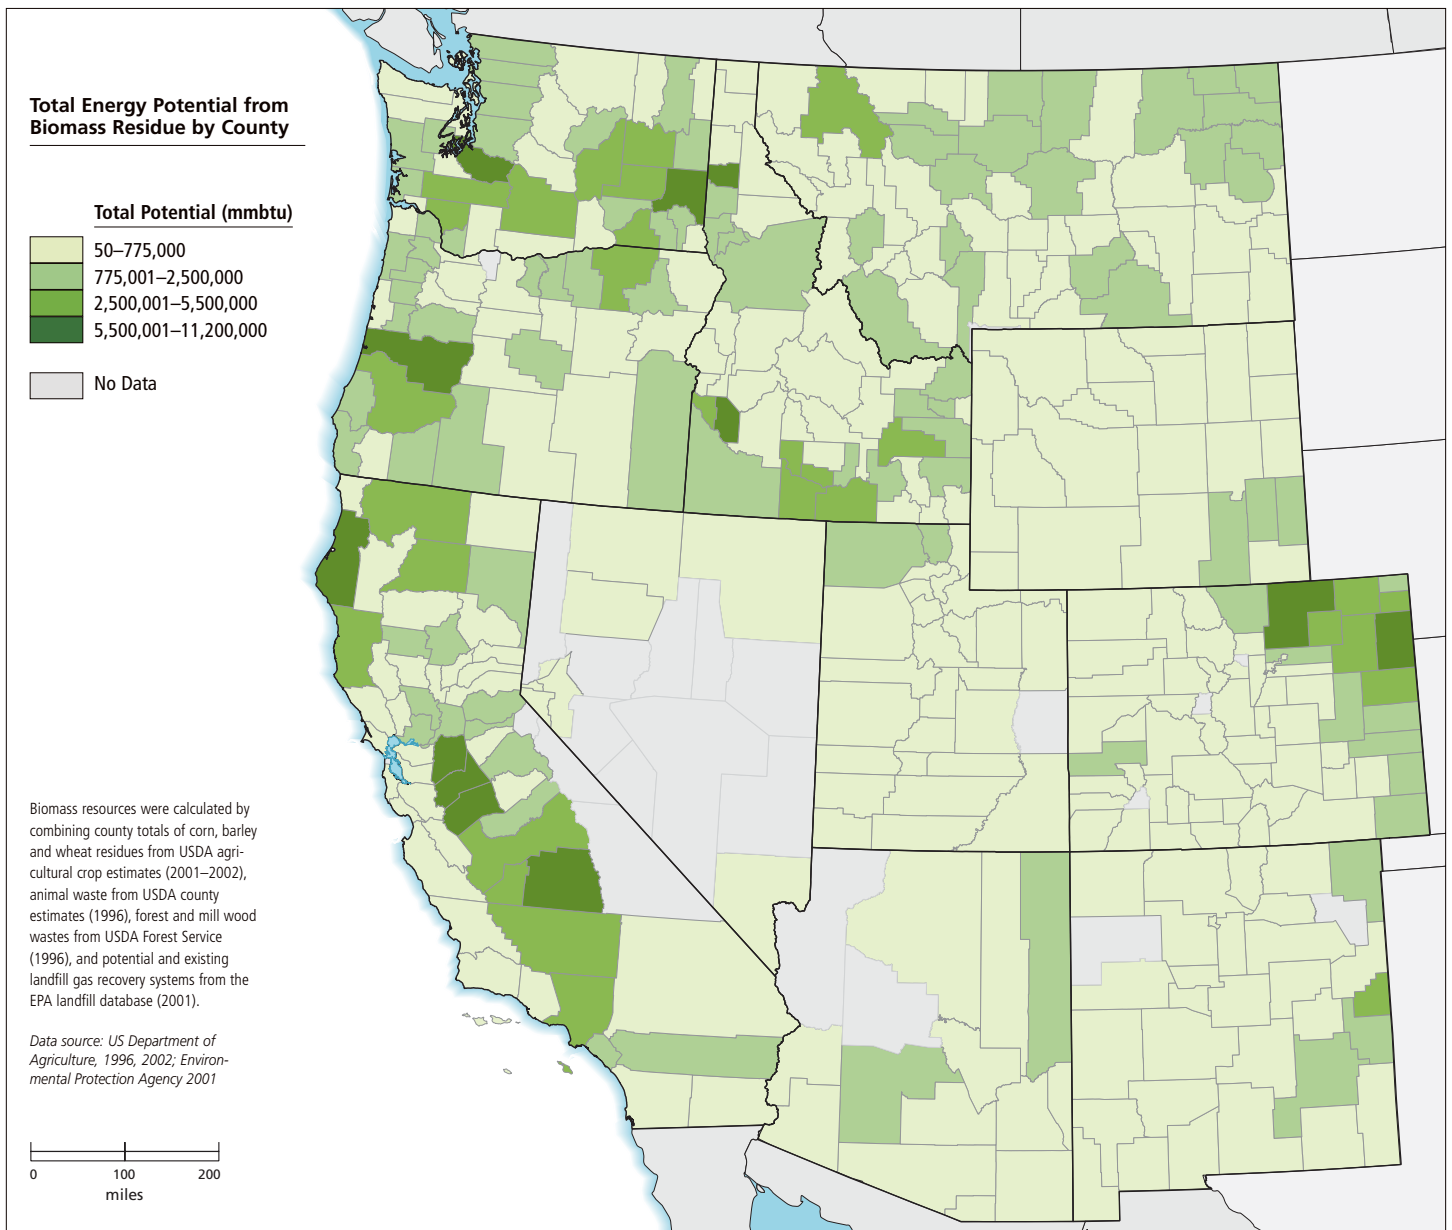 Total Energy Potential from
Biomass Residue by County
Total Potential (mmbtu)
50–775,000
775,001–2,500,000
2,500,001–5,500,000
5,500,001–11,200,000
No Data
Biomass resources were calculated by
combining county totals of corn, barley
and wheat residues from USDA agri-
cultural crop estimates (2001–2002),
animal waste from USDA county
estimates (1996), forest and mill wood
wastes from USDA Forest Service
(1996), and potential and existing
landfill gas recovery systems from the
EPA landfill database (2001).
Data source: US Department of
Agriculture, 1996, 2002; Environ-
mental Protection Agency 2001
0 100 200
miles